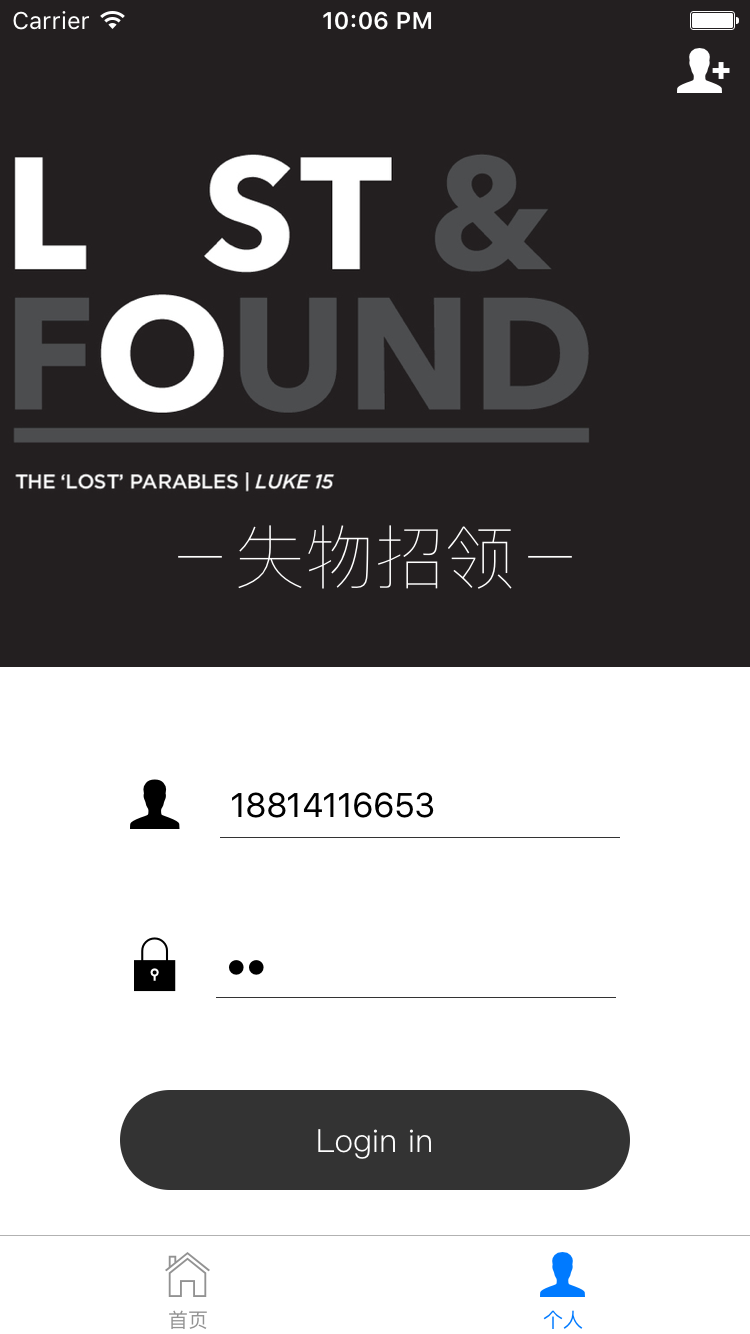 Carrier 10:06 PM
L ST &
FOUND
THE ‘LOST’ PARABLES | LUKE 15
— 失物招领 —
18814116653
••
Login in
首页 个人